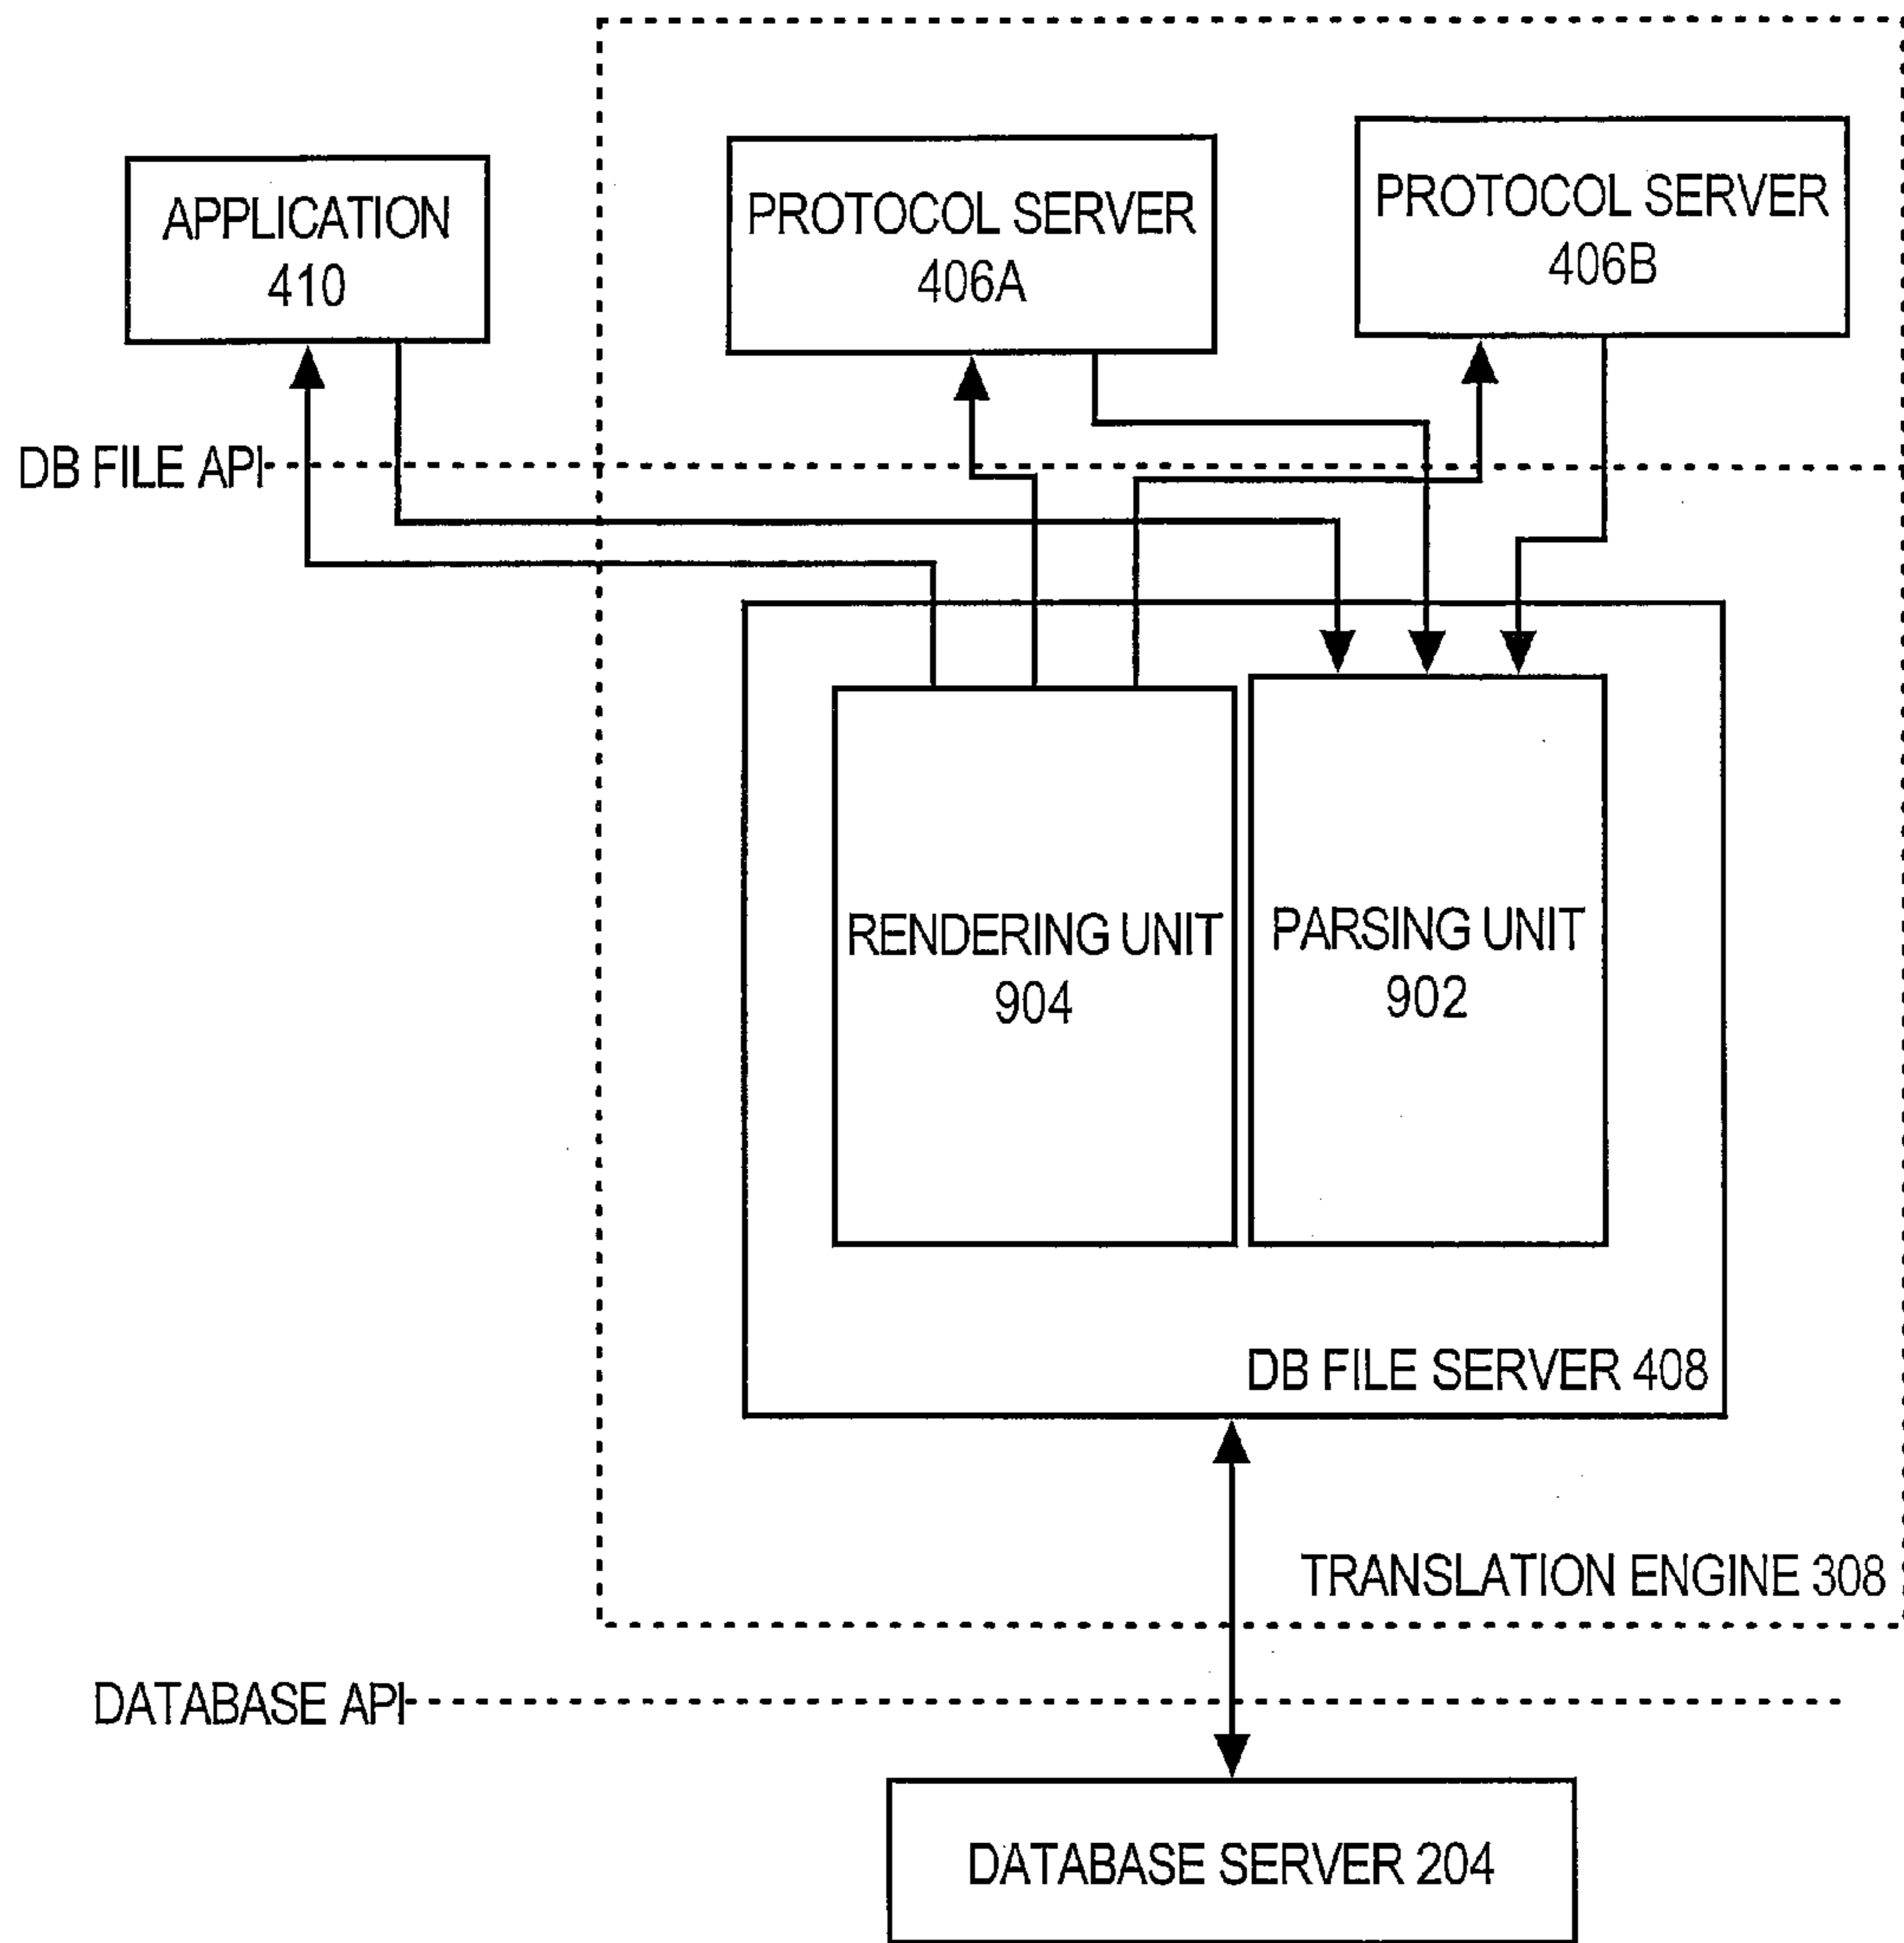 APPLICATION
410
PROTOCOL SERVER
406A
PROTOCOL SERVER
406B
DB FILE API
RENDERING UNIT
904
PARSING UNIT
902
DB FILE SERVER 408
TRANSLATION ENGINE 308
DATABASE API
DATABASE SERVER 204